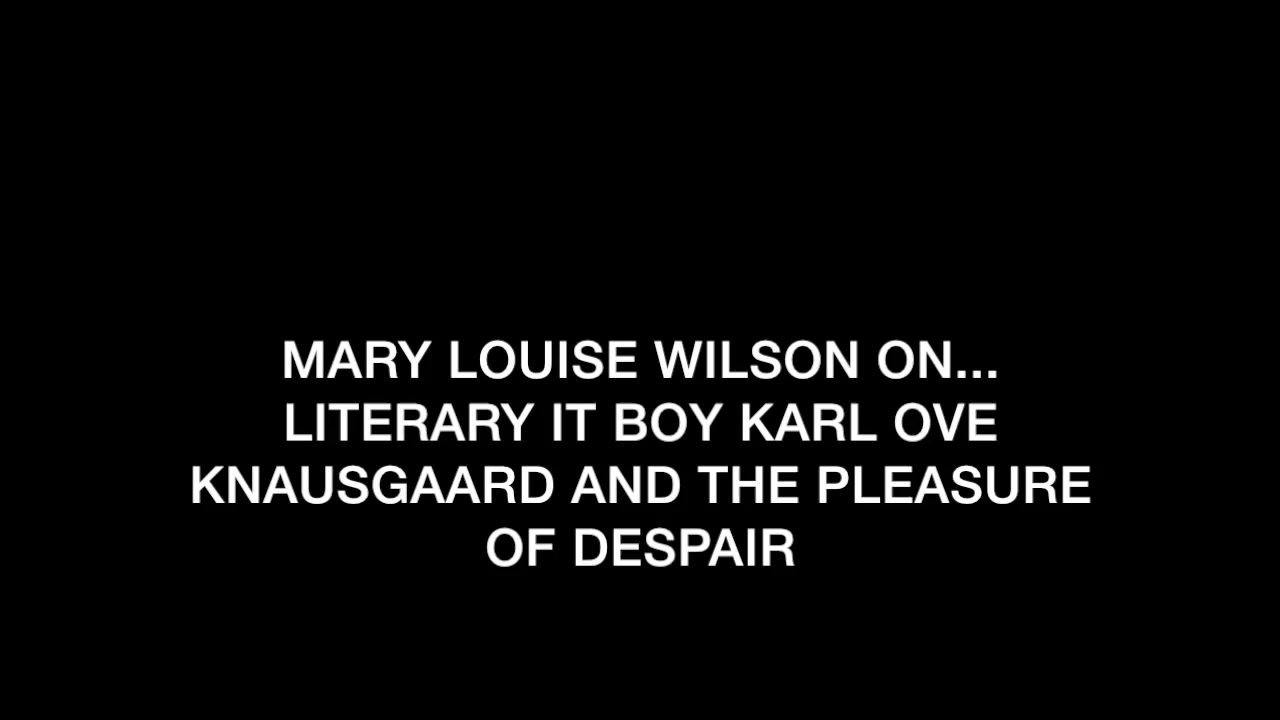 MARY LOUISE WILSON ON...
LITERARY IT BOY KARL OVE
KNAUSGAARD AND THE PLEASURE
OF DESPAIR